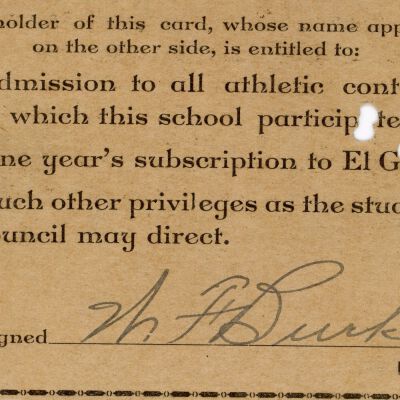 holder of this card, whose name app
on the other side, is entitled to:
dmission to all athletic cont
which this school particip te
ne year's subscription to El G
uch other privileges as the stu
ouncil may direct.
gned W. F. Burk